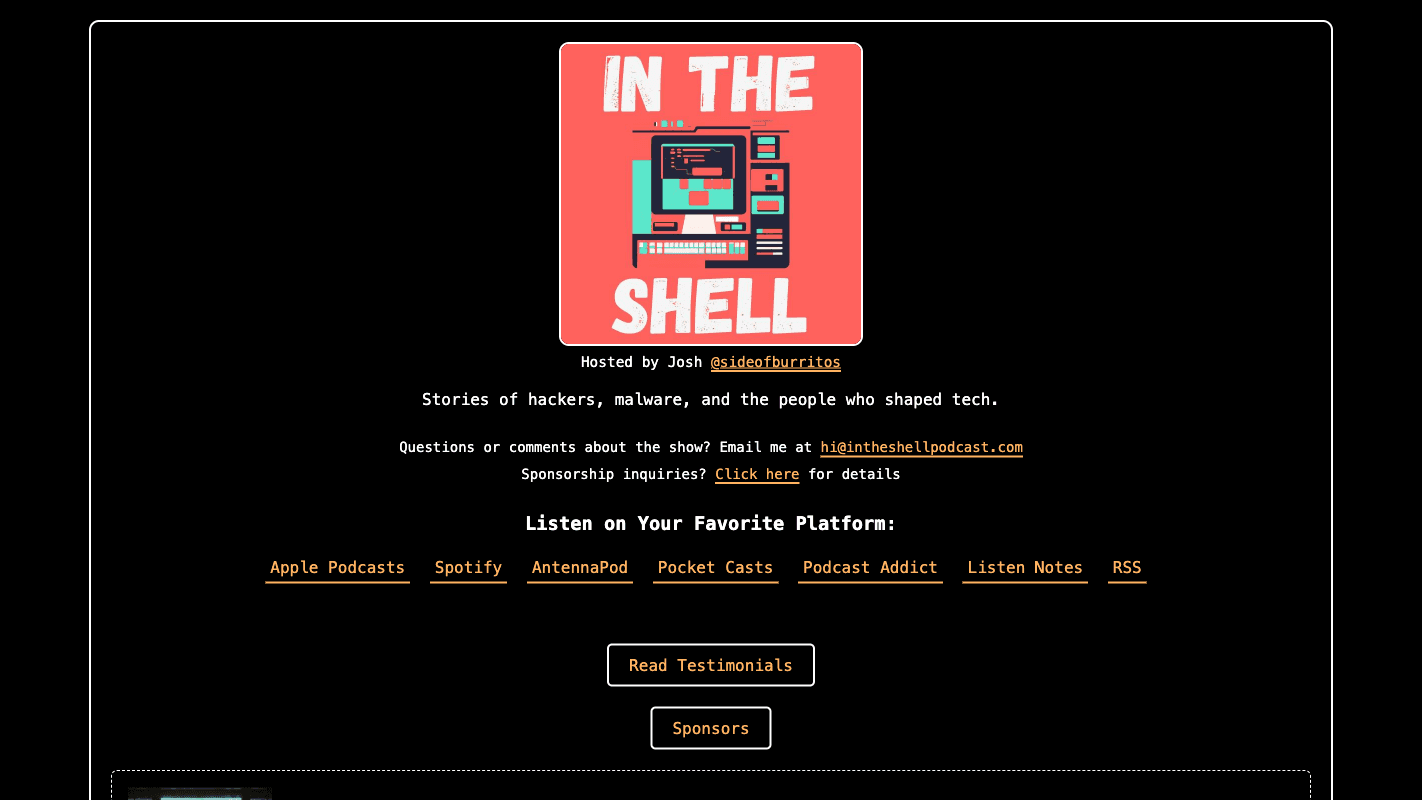 IN THE
SHELL
Hosted by Josh @sideofburritos
Stories of hackers, malware, and the people who shaped tech.
Questions or comments about the show? Email me at hi@intheshellpodcast.com
Sponsorship inquiries? Click here for details
Listen on Your Favorite Platform:
Apple Podcasts Spotify AntennaPod Pocket Casts Podcast Addict Listen Notes RSS
Read Testimonials
Sponsors